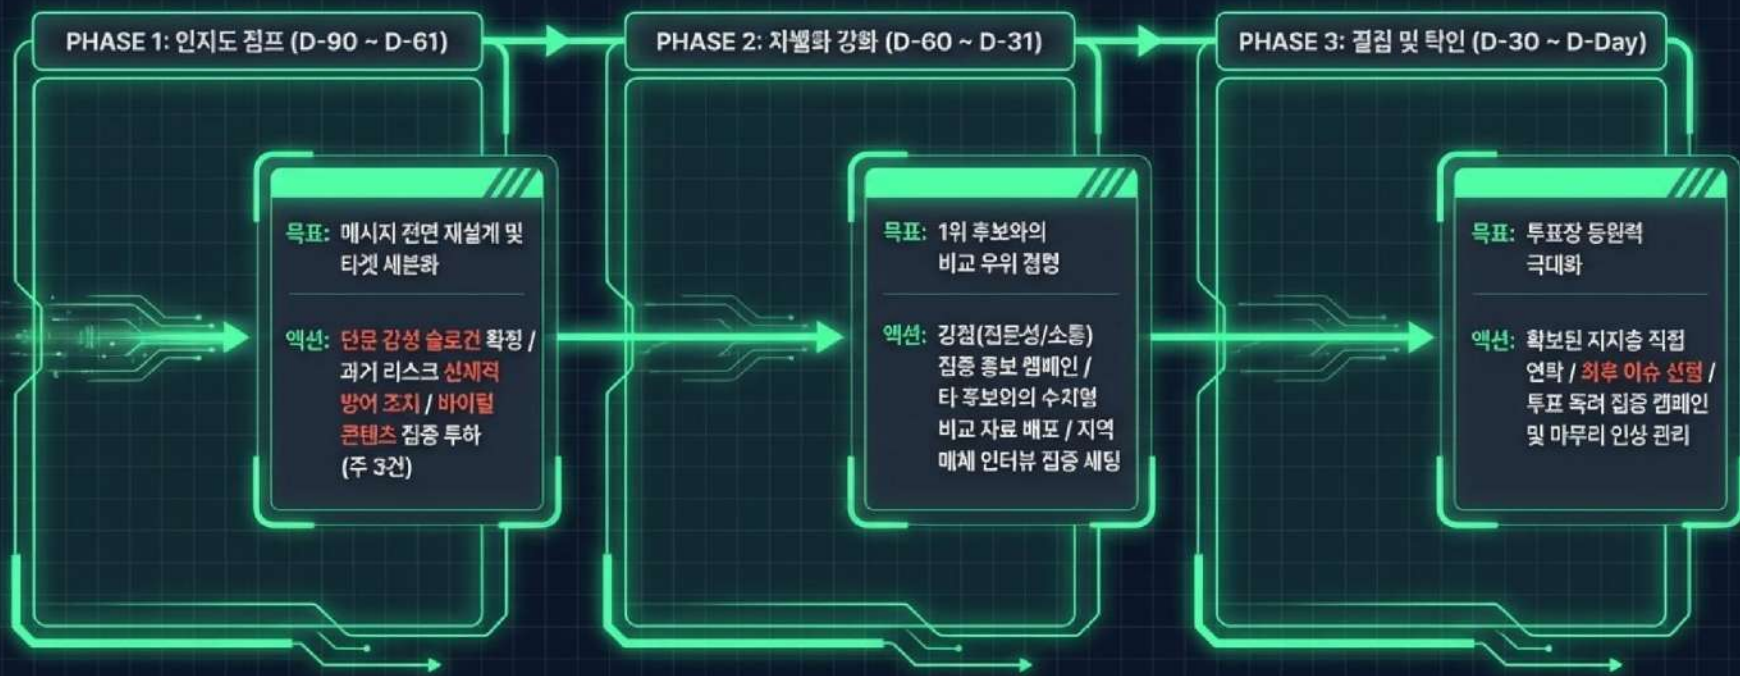 PHASE 1: 인지도 점프 (D-90 ~ D-61)
목표: 메시지 전면 재설계 및
타겟 세분화
액션: 단문 감성 슬로건 확정 /
과거 리스크 선제적
방어 조치 / 바이럴
콘텐츠 집중 투하
(주 3건)
PHASE 2: 차별화 강화 (D-60 ~ D-31)
목표: 1위 후보와의
비교 우위 점령
액션: 강점(전문성/소통)
집중 홍보 캠페인 /
타 후보와의 수치형
비교 자료 배포 / 지역
매체 인터뷰 집중 세팅
PHASE 3: 결집 및 (D-30 ~ D-Day)
목표: 투표장 동원력
극대화
액션: 확보된 지지층 직접
연락 / 최후 이슈 선점 /
투표 독려 집중 캠페인
및 마무리 인상 관리